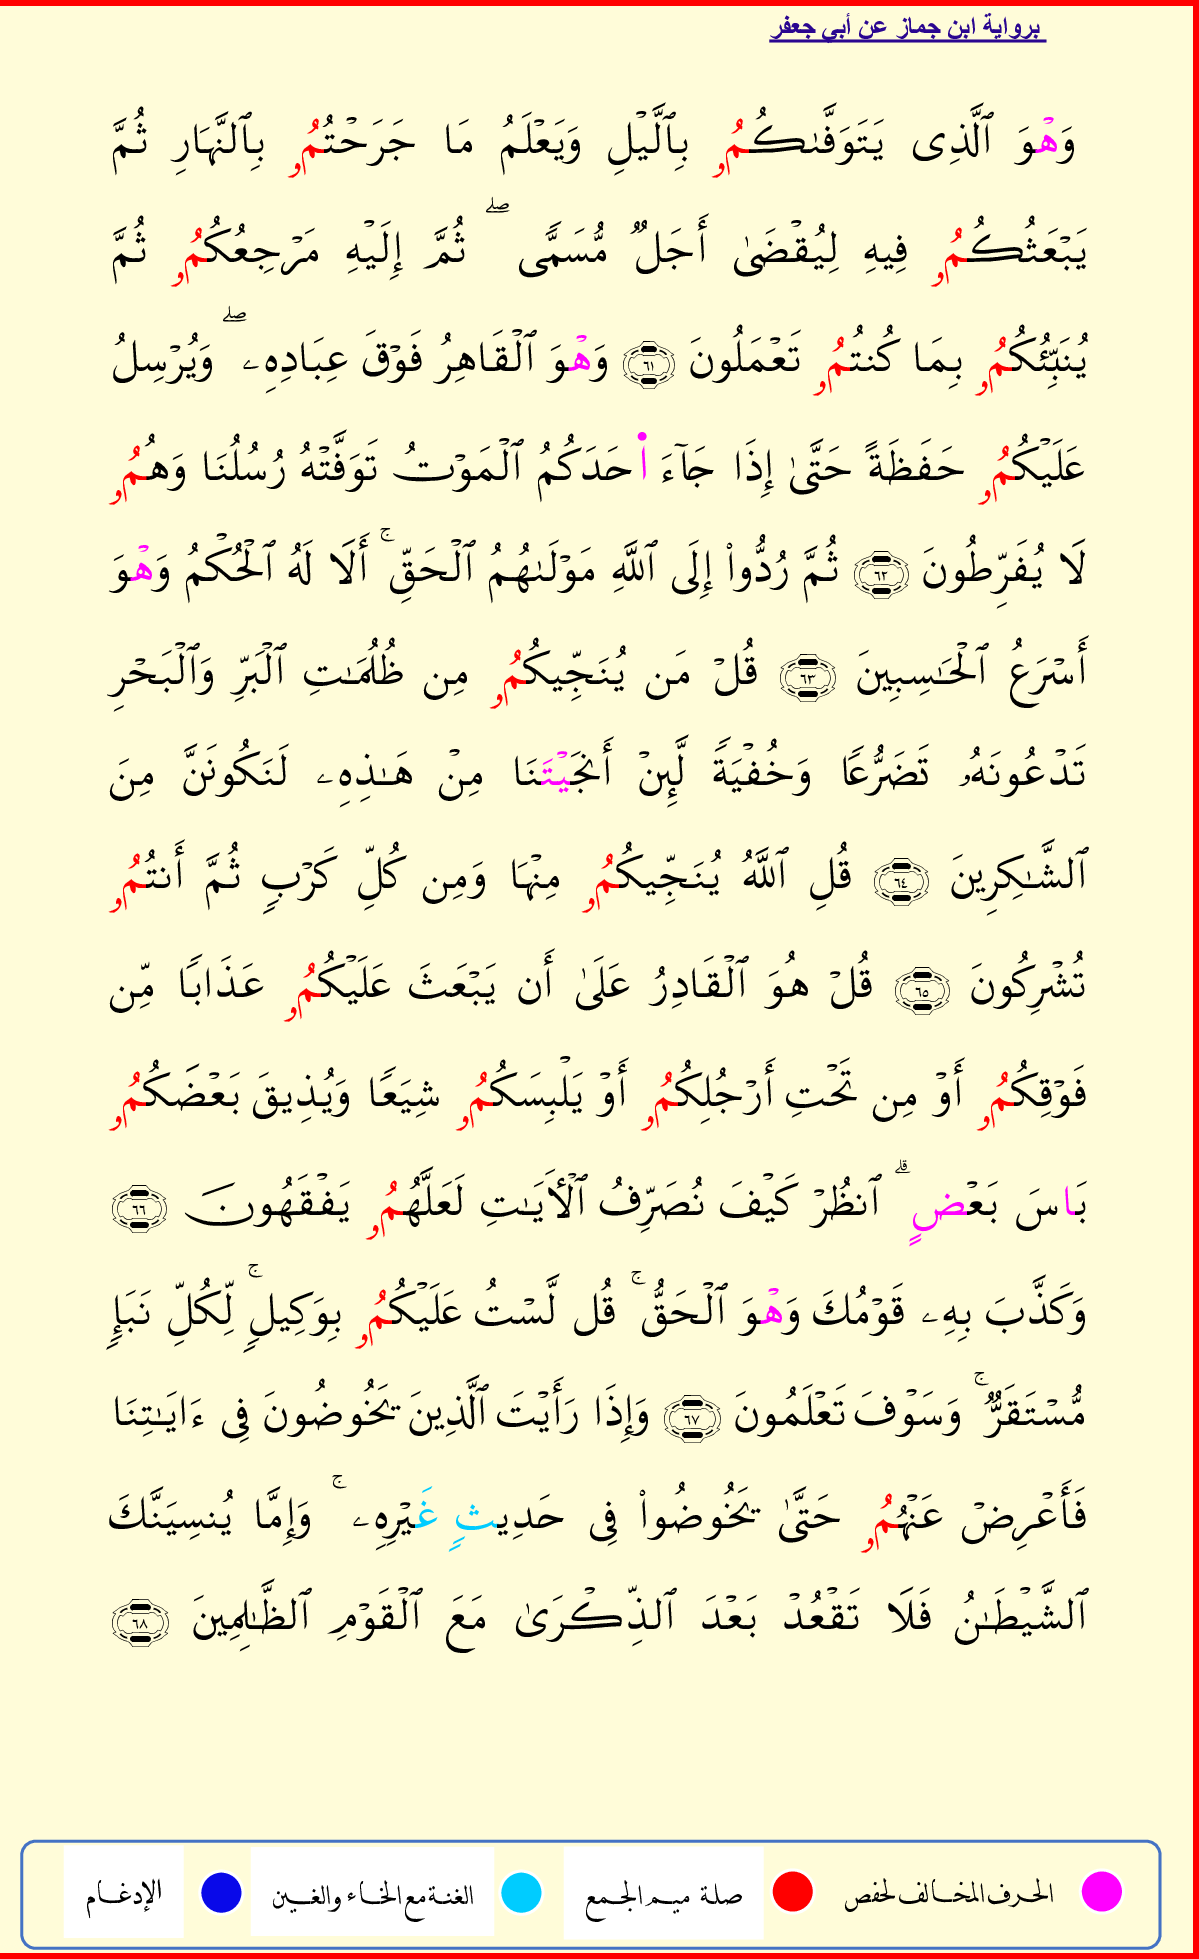 برواية ابن جماز عن أبي جعفر
وَهْوَ ٱلَّذِى يَتَوَفَّىٰكُمُۥ بِٱلَّيْلِ وَيَعْلَمُ مَا جَرَحْتُمُۥ بِٱلنَّهَارِ ثُمَّ
يَبْعَثُكُمُۥ فِيهِ لِيُقْضَىٰ أَجَلٌ مُّسَمًّى ۖ ثُمَّ إِلَيْهِ مَرْجِعُكُمُۥ ثُمَّ
يُنَبِّئُكُمُۥ بِمَا كُنتُمُۥ تَعْمَلُونَ ٦١ وَهْوَ ٱلْقَاهِرُ فَوْقَ عِبَادِهِۦ ۖ وَيُرْسِلُ
عَلَيْكُمُۥ حَفَظَةً حَتَّىٰ إِذَا جَآءَ ا۬حَدَكُمُ ٱلْمَوْتُ تَوَفَّتْهُ رُسُلُنَا وَهُمُۥ
لَا يُفَرِّطُونَ ٦٢ ثُمَّ رُدُّوا۟ إِلَى ٱللَّهِ مَوْلَىٰهُمُ ٱلْحَقِّ ۚ أَلَا لَهُ ٱلْحُكْمُ وَهْوَ
أَسْرَعُ ٱلْحَـٰسِبِينَ ٦٣ قُلْ مَن يُنَجِّيكُمُۥ مِن ظُلُمَـٰتِ ٱلْبَرِّ وَٱلْبَحْرِ
تَدْعُونَهُۥ تَضَرُّعًا وَخُفْيَةً لَّئِنْ أَنجَيْتَنَا مِنْ هَـٰذِهِۦ لَنَكُونَنَّ مِنَ
ٱلشَّـٰكِرِينَ ٦٤ قُلِ ٱللَّهُ يُنَجِّيكُمُۥ مِنْهَا وَمِن كُلِّ كَرْبٍ ثُمَّ أَنتُمُۥ
تُشْرِكُونَ ٦٥ قُلْ هُوَ ٱلْقَادِرُ عَلَىٰ أَن يَبْعَثَ عَلَيْكُمُۥ عَذَابًا مِّن
فَوْقِكُمُۥ أَوْ مِن تَحْتِ أَرْجُلِكُمُۥ أَوْ يَلْبِسَكُمُۥ شِيَعًا وَيُذِيقَ بَعْضَكُمُۥ
بَاسَ بَعْضٍ ۗ ٱنظُرْ كَيْفَ نُصَرِّفُ ٱلْأَيَـٰتِ لَعَلَّهُمُۥ يَفْقَهُونَ ٦٦
وَكَذَّبَ بِهِۦ قَوْمُكَ وَهْوَ ٱلْحَقُّ ۚ قُل لَّسْتُ عَلَيْكُمُۥ بِوَكِيلٍ ۚ لِّكُلِّ نَبَإٍ
مُّسْتَقَرٌّ ۚ وَسَوْفَ تَعْلَمُونَ ٦٧ وَإِذَا رَأَيْتَ ٱلَّذِينَ يَخُوضُونَ فِى ءَايَـٰتِنَا
فَأَعْرِضْ عَنْهُمُۥ حَتَّىٰ يَخُوضُوا۟ فِى حَدِيثٍ غَيْرِهِۦ ۚ وَإِمَّا يُنسِيَنَّكَ
ٱلشَّيْطَـٰنُ فَلَا تَقْعُدْ بَعْدَ ٱلذِّكْرَىٰ مَعَ ٱلْقَوْمِ ٱلظَّـٰلِمِينَ ٦٨
الحرف المخالف لحفص صلة ميم الجمع الغنة مع الخاء والغين الإدغام